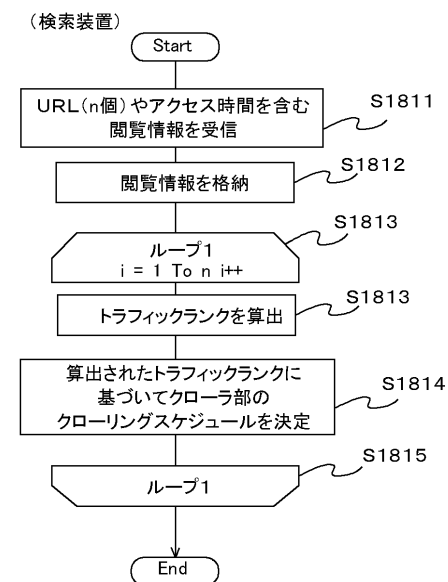 (検索装置)
Start
URL(n個)やアクセス時間を含む
閲覧情報を受信
S1811
閲覧情報を格納
S1812
ループ1
i = 1 To n i++
S1813
トラフィックランクを算出
S1813
算出されたトラフィックランクに
基づいてクローラ部の
クローリングスケジュールを決定
S1814
ループ1
S1815
End